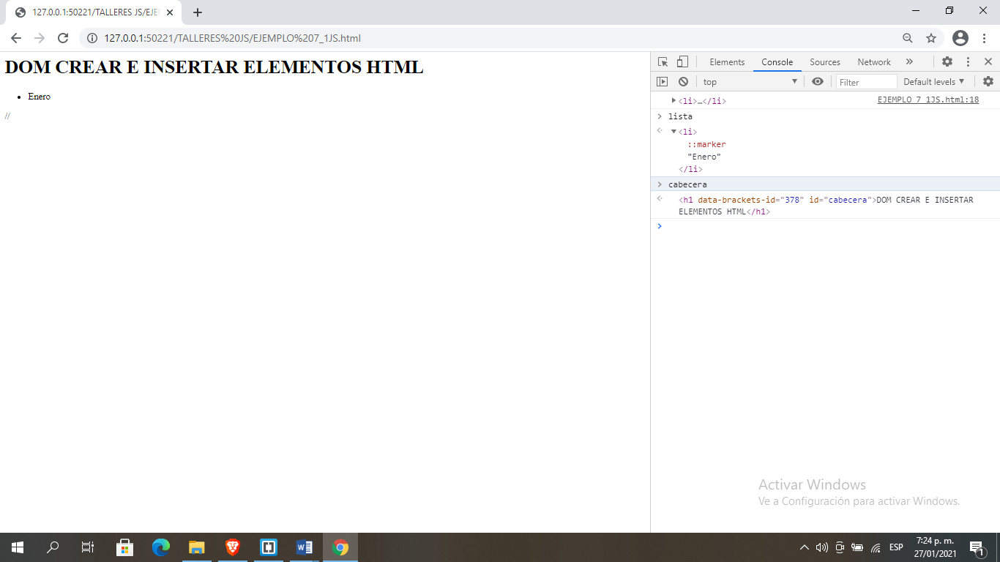 127.0.0.1:50221/TALLERES JS/EJE
127.0.0.1:50221/TALLERES%20JS/EJEMPLO%207_1JS.html
DOM CREAR E INSERTAR ELEMENTOS HTML
Enero
//
Elements Console Sources Network
top Filter Default levels
<li>…</li> EJEMPLO 7 1JS.html:18
lista
<li>
::marker
"Enero"
</li>
cabecera
<h1 data-brackets-id="378" id="cabecera">DOM CREAR E INSERTAR
ELEMENTOS HTML</h1>
Activar Windows
Ve a Configuración para activar Windows.
ESP
7:24 p. m.
27/01/2021
1